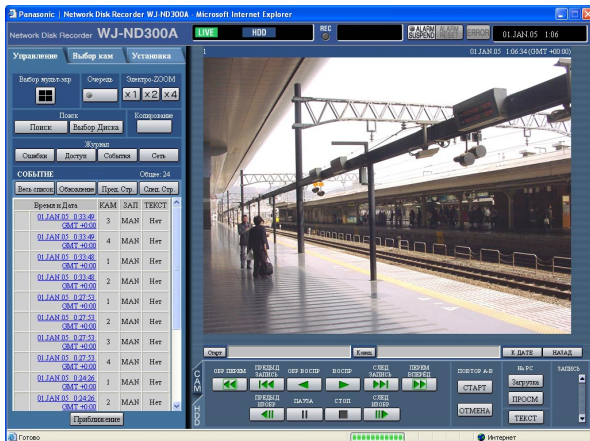 Panasonic | Network Disk Recorder WJ-ND300A - Microsoft Internet Explorer
Network Disk Recorder WJ-ND300A
LIVE HDD
REC
ALARM SUSPEND
ALARM RESET
ERROR
01.JAN.05 1:06
Управление Выбор кам Установка
1
01.JAN.05 1:06:34 (GMT +00:00)
Выбор мульт-экр Очередь Электро-ZOOM
x1 x2 x4
Поиск Копирование
Поиск Выбор Диска
Журнал
Ошибки Доступ События Сеть
СОБЫТИЕ Общее: 24
Весь список Обновление Пред. Стр. След. Стр.
Время и Дата КАМ ЗАП ТЕКСТ
01.JAN.05 0:33:49 GMT +0:00 3 MAN Нет
01.JAN.05 0:33:49 GMT +0:00 4 MAN Нет
01.JAN.05 0:33:48 GMT +0:00 1 MAN Нет
01.JAN.05 0:33:48 GMT +0:00 2 MAN Нет
01.JAN.05 0:27:53 GMT +0:00 1 MAN Нет
01.JAN.05 0:27:53 GMT +0:00 2 MAN Нет
01.JAN.05 0:27:53 GMT +0:00 3 MAN Нет
01.JAN.05 0:27:53 GMT +0:00 4 MAN Нет
01.JAN.05 0:24:26 GMT +0:00 1 MAN Нет
01.JAN.05 0:24:26 GMT +0:00 2 MAN Нет
Приближение
Старт Конец К ДАТЕ НАЗАД
CAM
HDD
ОБР ПЕРЕМ
ПРЕДЫД ЗАПИСЬ
ОБР ВОСПР
ВОСПР
СЛЕД ЗАПИСЬ
ПЕРЕМ ВПЕРЁД
ПРЕДЫД ИЗОБР
ПАУЗА
СТОП
СЛЕД ИЗОБР
ПОВТОР A-B
СТАРТ
ОТМЕНА
На РС
Загрузка
ПРОСМ
ТЕКСТ
ЗАПИСЬ
Готово
Интернет